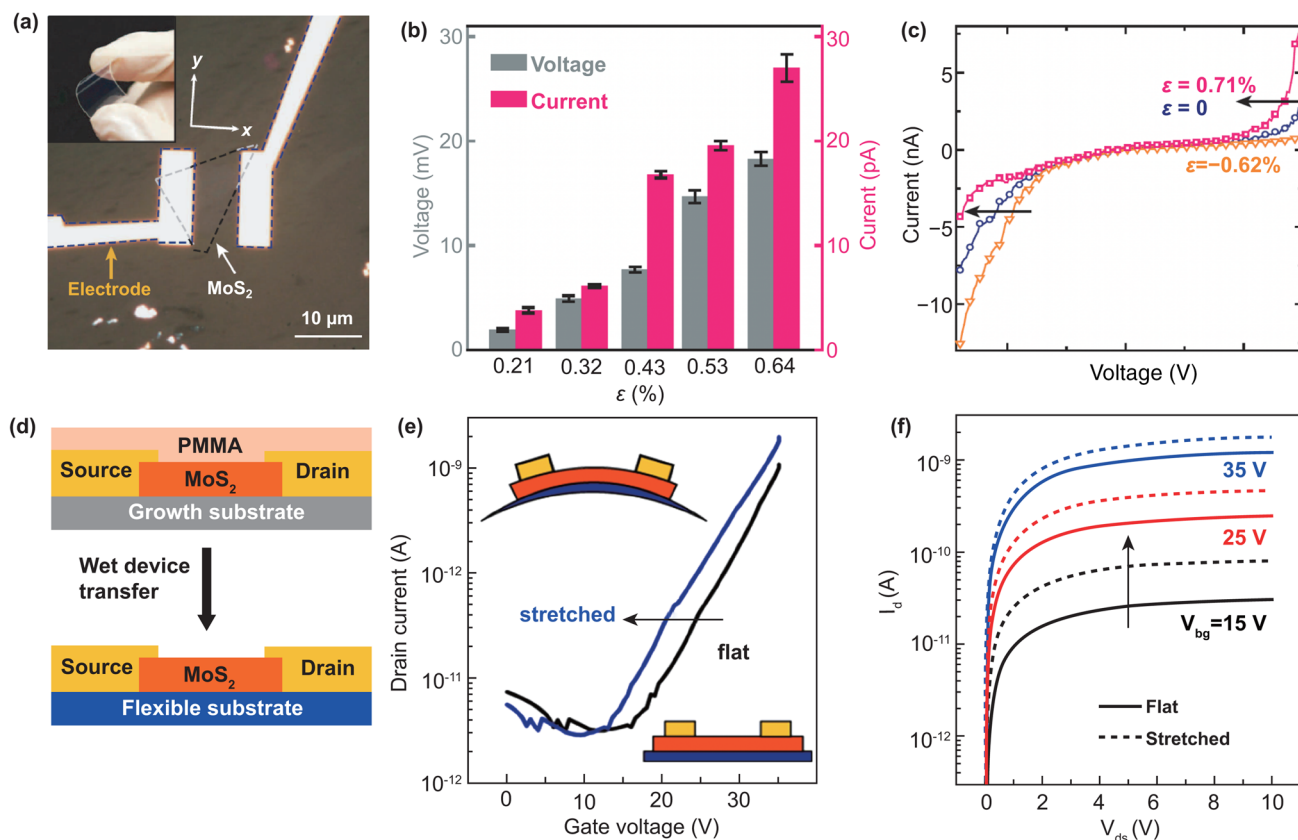 (a)
y
x
Electrode
MoS2
10 μm
(b)
30
20
10
0
Voltage (mV)
Voltage
Current
30
20
10
0
Current (pA)
0.21 0.32 0.43 0.53 0.64
ε (%)
(c)
5
0
−5
−10
Current (nA)
ε = 0.71%
ε = 0
ε=−0.62%
Voltage (V)
(d)
PMMA
Source
Drain
MoS2
Growth substrate
Wet device
transfer
Source
Drain
MoS2
Flexible substrate
(e)
10-9
10-12
10-11
10-12
Drain current (A)
stretched
flat
0 10 20 30
Gate voltage (V)
(f)
10-9
10-10
10-11
10-12
Id (A)
35 V
25 V
Vbg=15 V
Flat
Stretched
0 2 4 6 8 10
Vds (V)